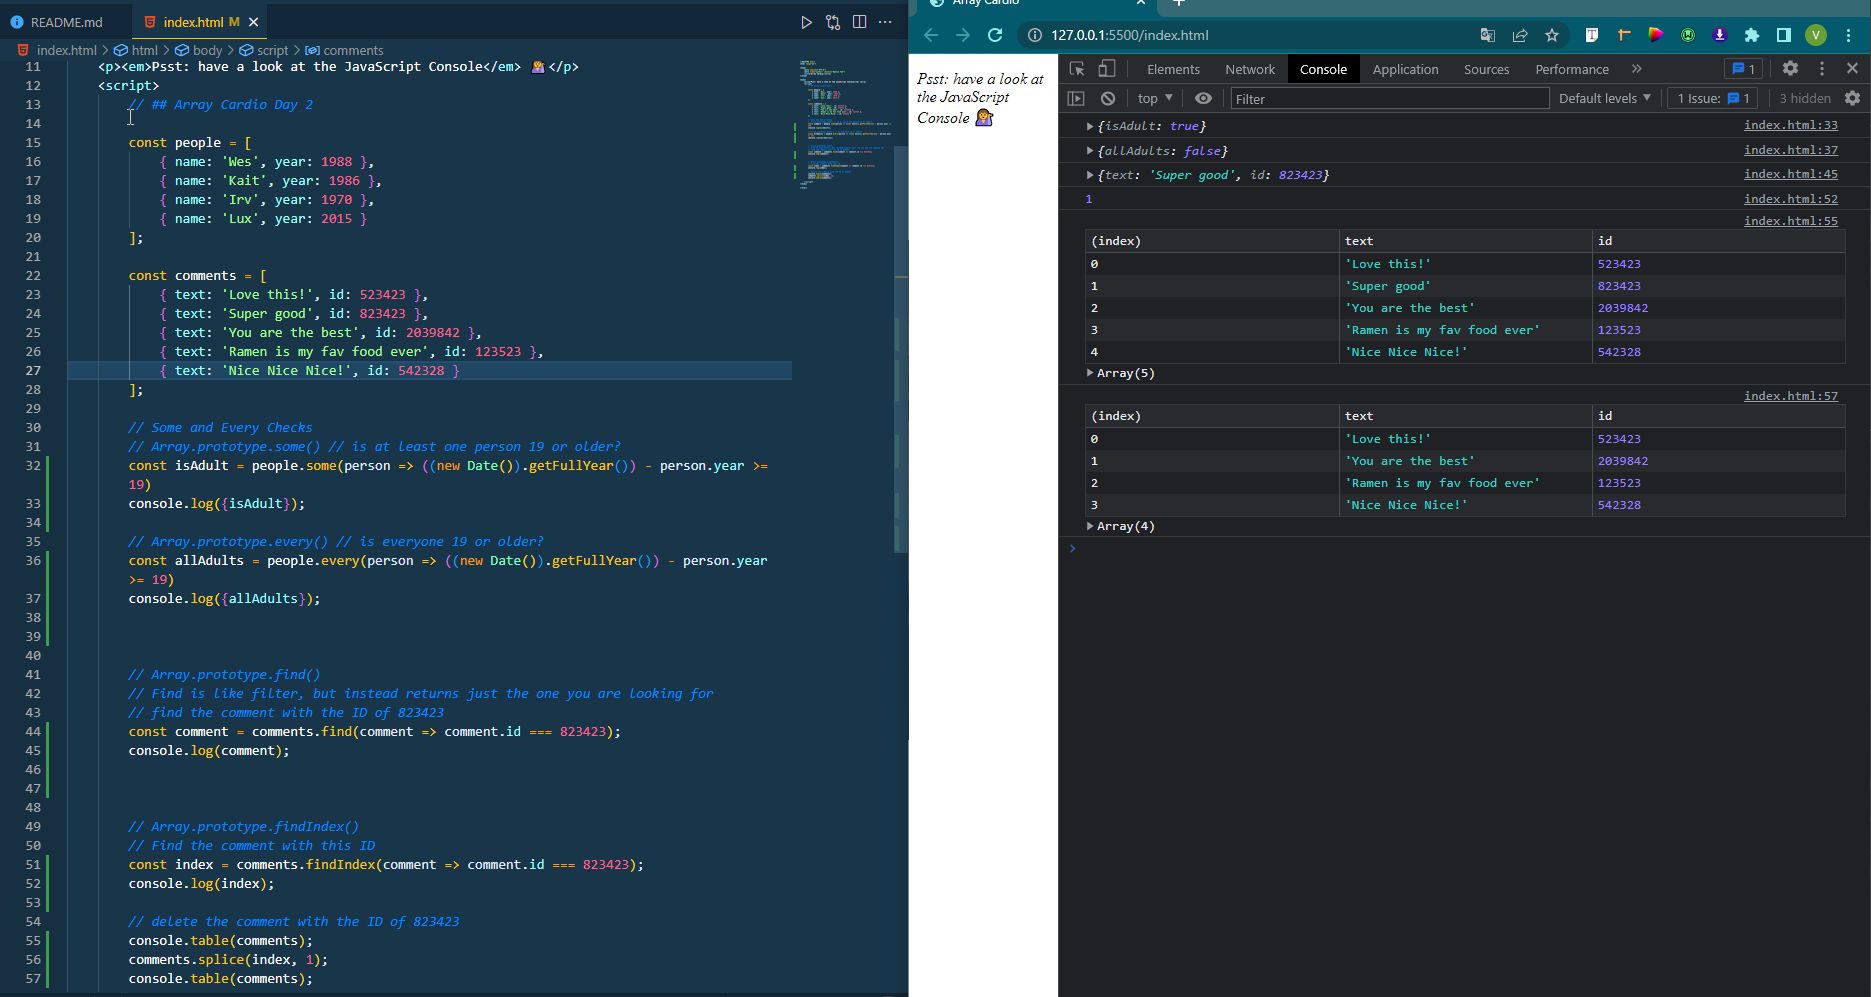 README.md
index.html M
index.html > html > body > script > comments
11 <p><em>Psst: have a look at the JavaScript Console</em> 💁</p>
12 <script>
13 // ## Array Cardio Day 2
14
15 const people = [
16 { name: 'Wes', year: 1988 },
17 { name: 'Kait', year: 1986 },
18 { name: 'Irv', year: 1970 },
19 { name: 'Lux', year: 2015 }
20 ];
21
22 const comments = [
23 { text: 'Love this!', id: 523423 },
24 { text: 'Super good', id: 823423 },
25 { text: 'You are the best', id: 2039842 },
26 { text: 'Ramen is my fav food ever', id: 123523 },
27 { text: 'Nice Nice Nice!', id: 542328 }
28 ];
29
30 // Some and Every Checks
31 // Array.prototype.some() // is at least one person 19 or older?
32 const isAdult = people.some(person => ((new Date()).getFullYear()) - person.year >=
19)
33 console.log({isAdult});
34
35 // Array.prototype.every() // is everyone 19 or older?
36 const allAdults = people.every(person => ((new Date()).getFullYear()) - person.year
>= 19)
37 console.log({allAdults});
38
39
40
41 // Array.prototype.find()
42 // Find is like filter, but instead returns just the one you are looking for
43 // find the comment with the ID of 823423
44 const comment = comments.find(comment => comment.id === 823423);
45 console.log(comment);
46
47
48
49 // Array.prototype.findIndex()
50 // Find the comment with this ID
51 const index = comments.findIndex(comment => comment.id === 823423);
52 console.log(index);
53
54 // delete the comment with the ID of 823423
55 console.table(comments);
56 comments.splice(index, 1);
57 console.table(comments);
Array Cardio
127.0.0.1:5500/index.html
V
Psst: have a look at
the JavaScript
Console 💁
Elements Network Console Application Sources Performance » 1
top Filter Default levels 1 Issue: 1 3 hidden
{isAdult: true} index.html:33
{allAdults: false} index.html:37
{text: 'Super good', id: 823423} index.html:45
1 index.html:52
index.html:55
(index) text id
0 'Love this!' 523423
1 'Super good' 823423
2 'You are the best' 2039842
3 'Ramen is my fav food ever' 123523
4 'Nice Nice Nice!' 542328
Array(5)
index.html:57
(index) text id
0 'Love this!' 523423
1 'You are the best' 2039842
2 'Ramen is my fav food ever' 123523
3 'Nice Nice Nice!' 542328
Array(4)